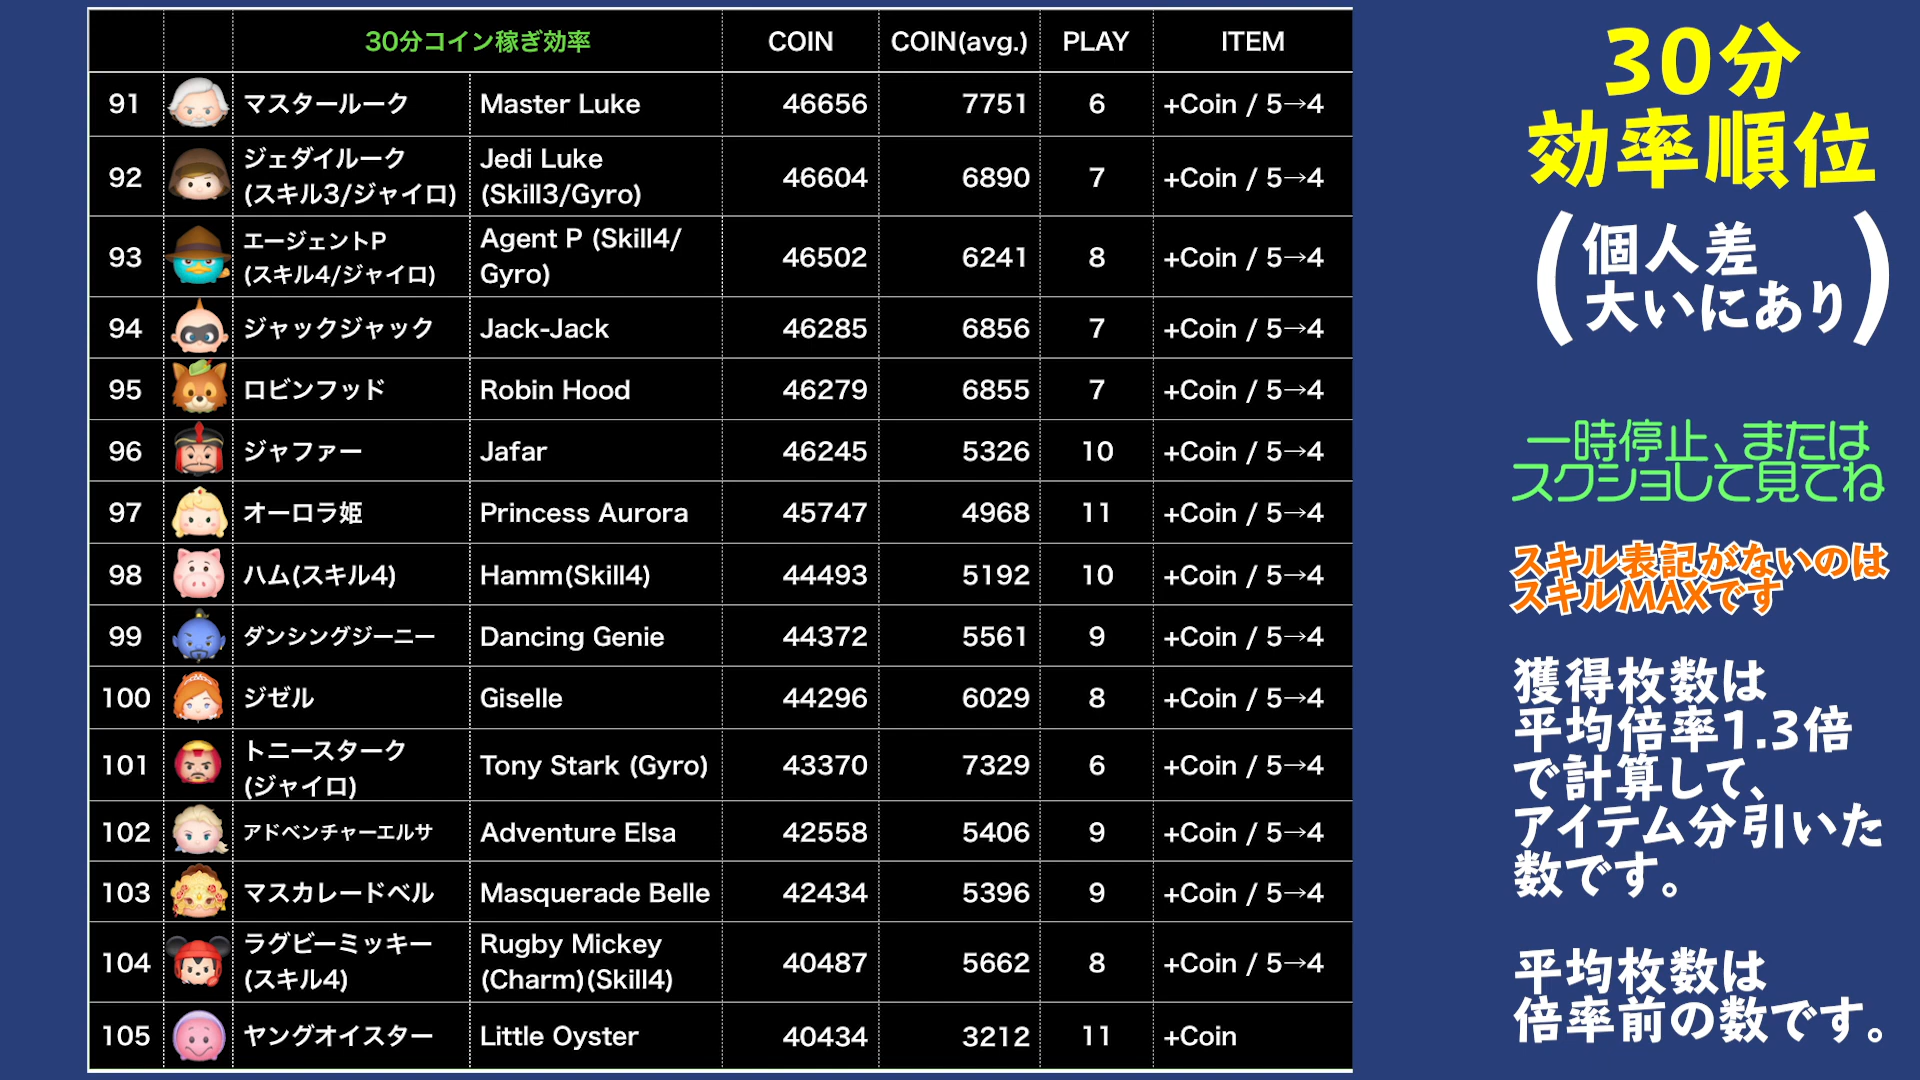 30分コイン稼ぎ効率 COIN COIN(avg.) PLAY ITEM
91 マスタールーク Master Luke 46656 7751 6 +Coin / 5→4
92 ジェダイルーク (スキル3/ジャイロ) Jedi Luke (Skill3/Gyro) 46604 6890 7 +Coin / 5→4
93 エージェントP (スキル4/ジャイロ) Agent P (Skill4/ Gyro) 46502 6241 8 +Coin / 5→4
94 ジャックジャック Jack-Jack 46285 6856 7 +Coin / 5→4
95 ロビンフッド Robin Hood 46279 6855 7 +Coin / 5→4
96 ジャファー Jafar 46245 5326 10 +Coin / 5→4
97 オーロラ姫 Princess Aurora 45747 4968 11 +Coin / 5→4
98 ハム(スキル4) Hamm(Skill4) 44493 5192 10 +Coin / 5→4
99 ダンシングジーニー Dancing Genie 44372 5561 9 +Coin / 5→4
100 ジゼル Giselle 44296 6029 8 +Coin / 5→4
101 トニースターク (ジャイロ) Tony Stark (Gyro) 43370 7329 6 +Coin / 5→4
102 アドベンチャーエルサ Adventure Elsa 42558 5406 9 +Coin / 5→4
103 マスカレードベル Masquerade Belle 42434 5396 9 +Coin / 5→4
104 ラグビーミッキー (スキル4) Rugby Mickey (Charm)(Skill4) 40487 5662 8 +Coin / 5→4
105 ヤングオイスター Little Oyster 40434 3212 11 +Coin
30分
効率順位
(個人差
大いにあり)
一時停止、または
スクショして見てね
スキル表記がないのは
スキルMAXです
獲得枚数は
平均倍率1.3倍
で計算して、
アイテム分引いた
数です。
平均枚数は
倍率前の数です。